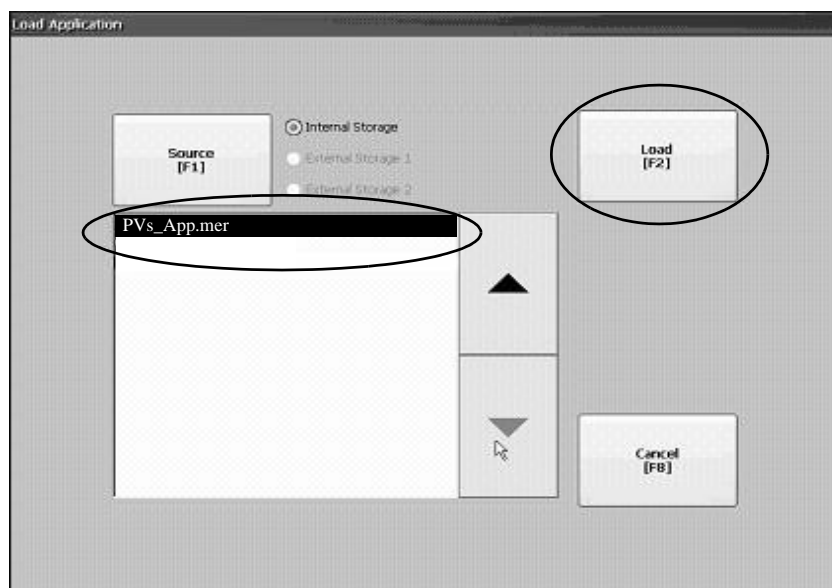 Load Application
Internal Storage
Source
[F1]
External Storage 1
External Storage 2
Load
[F2]
PVs_App.mer
Cancel
[F8]